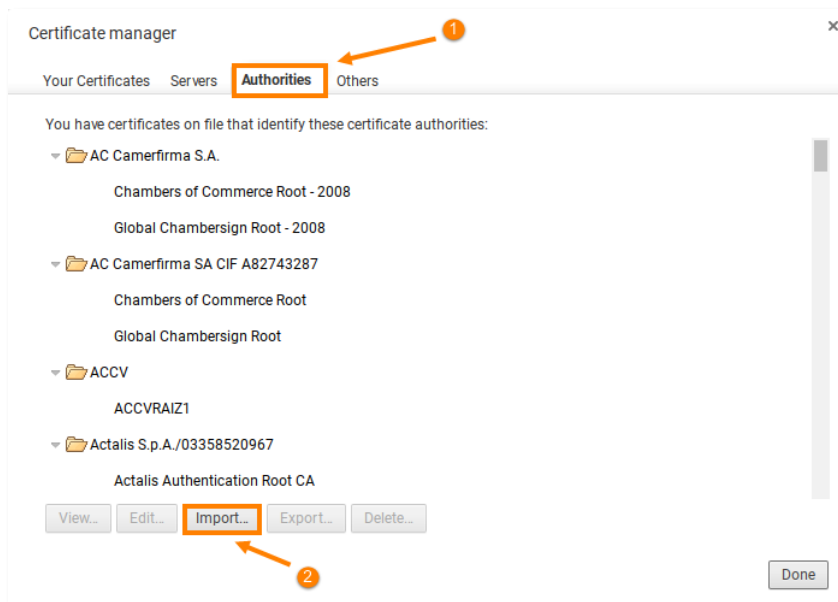 Certificate manager
1
Your Certificates Servers Authorities Others
You have certificates on file that identify these certificate authorities:
AC Camerfirma S.A.
Chambers of Commerce Root - 2008
Global Chambersign Root - 2008
AC Camerfirma SA CIF A82743287
Chambers of Commerce Root
Global Chambersign Root
ACCV
ACCVRAIZ1
Actalis S.p.A./03358520967
Actalis Authentication Root CA
View... Edit... Import... Export... Delete...
2
Done